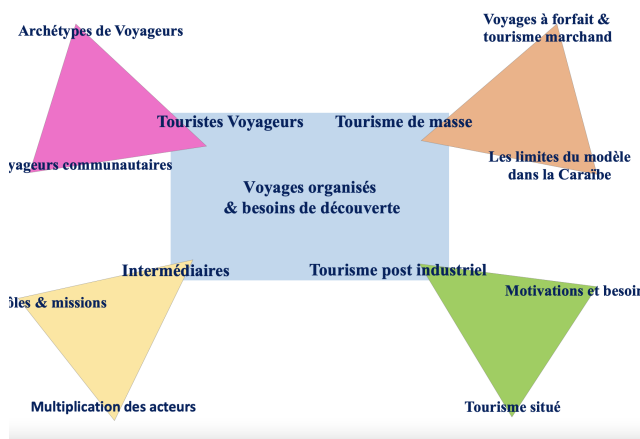 Archétypes de Voyageurs
Voyages à forfait &
tourisme marchand
Touristes Voyageurs
Tourisme de masse
yageurs communautaires
Les limites du modèle
dans la Caraïbe
Voyages organisés
& besoins de découverte
Intermédiaires
Tourisme post industriel
ôles & missions
Motivations et besoin
Multiplication des acteurs
Tourisme situé